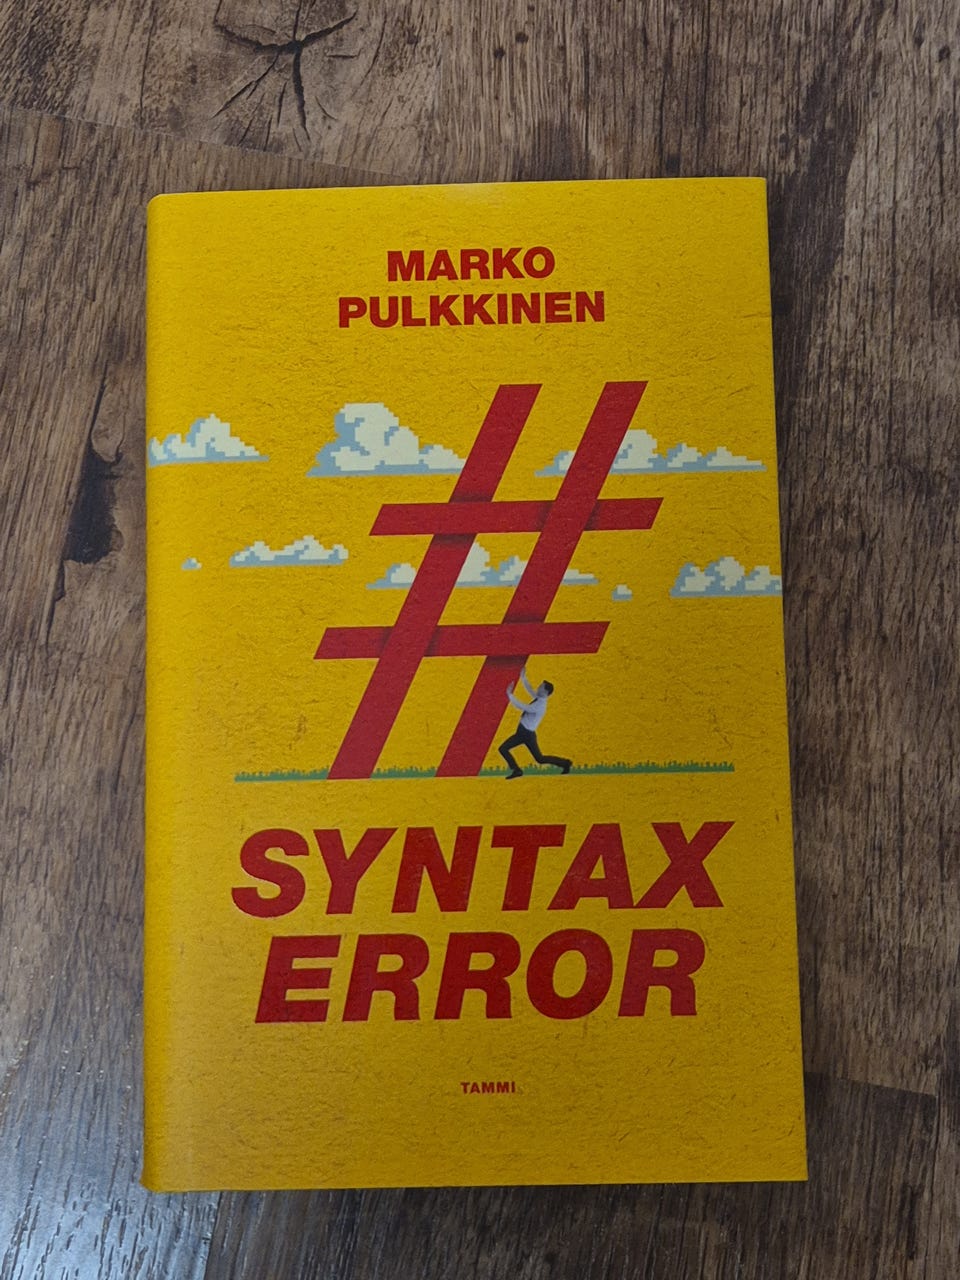 MARKO
PULKKINEN
#
SYNTAX
ERROR
TAMMI